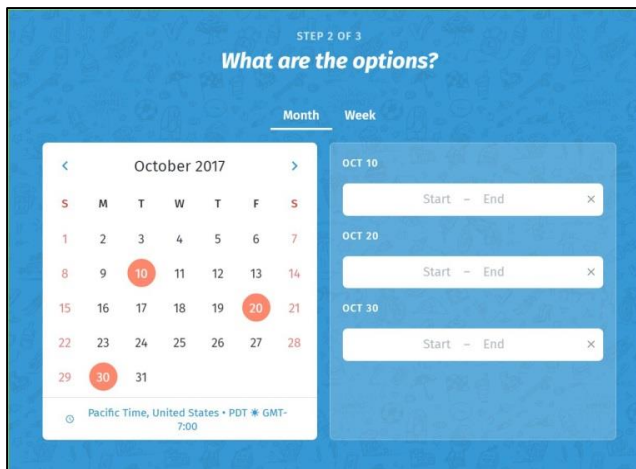 STEP 2 OF 3
What are the options?
Month Week
October 2017
S M T W T F S
1 2 3 4 5 6 7
8 9 10 11 12 13 14
15 16 17 18 19 20 21
22 23 24 25 26 27 28
29 30 31
Pacific Time, United States • PDT ☀ GMT-
7:00
OCT 10
Start – End
OCT 20
Start – End
OCT 30
Start – End